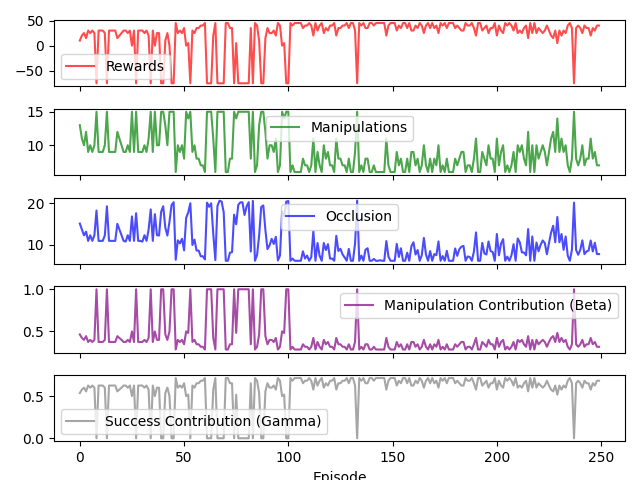 50
0
−50
Rewards
15
10
Manipulations
20
10
Occlusion
1.0
0.5
Manipulation Contribution (Beta)
0.5
0.0
Success Contribution (Gamma)
0 50 100 150 200 250
Episode